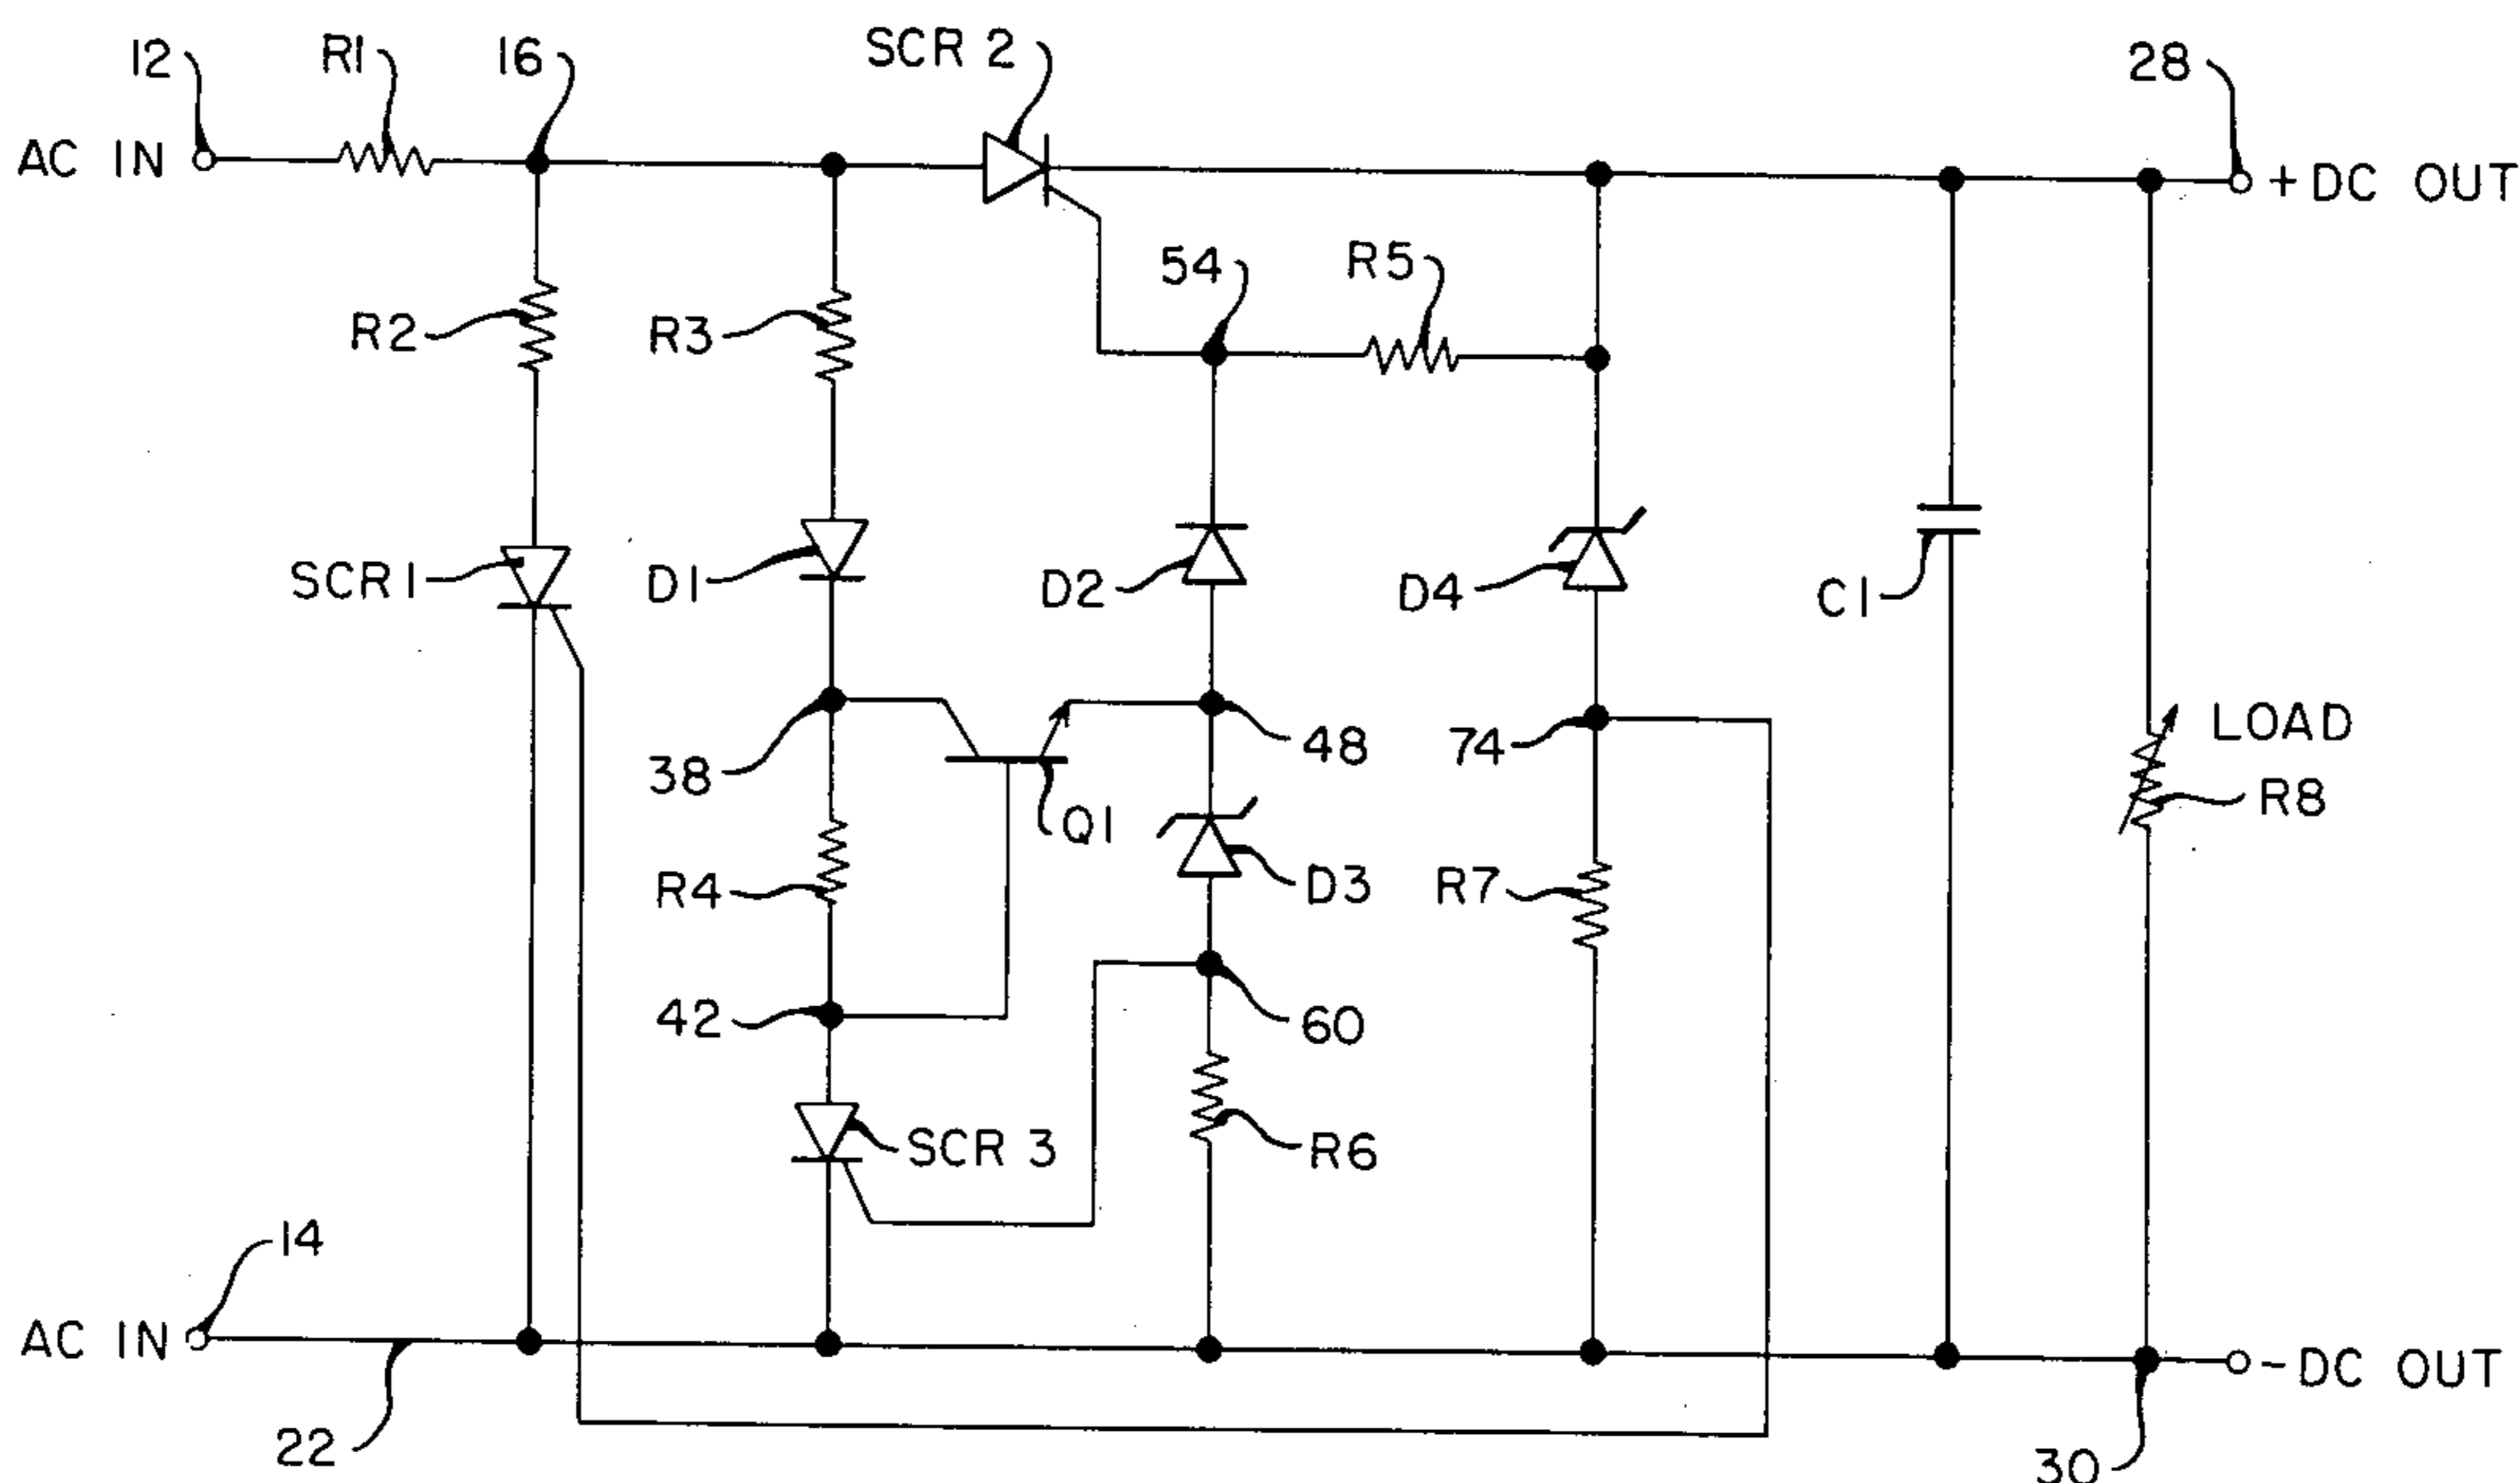 12
R1
16
SCR 2
28
AC IN
+DC OUT
54
R5
R2
R3
SCR1
D1
D2
D4
C1
38
48
74
LOAD
R8
Q1
R4
D3
R7
42
60
SCR 3
R6
14
AC IN
-DC OUT
22
30